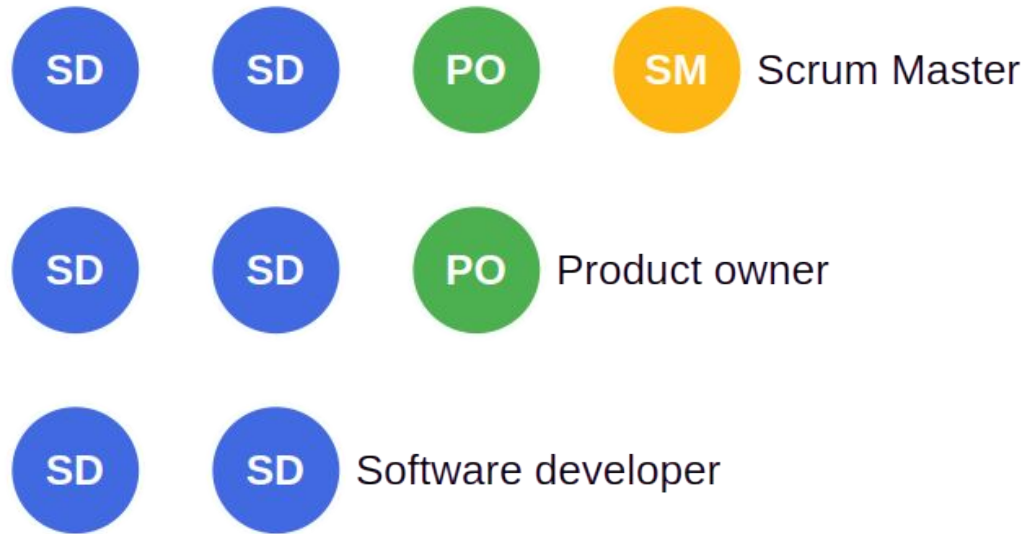 SD SD PO SM Scrum Master
SD SD PO Product owner
SD SD Software developer